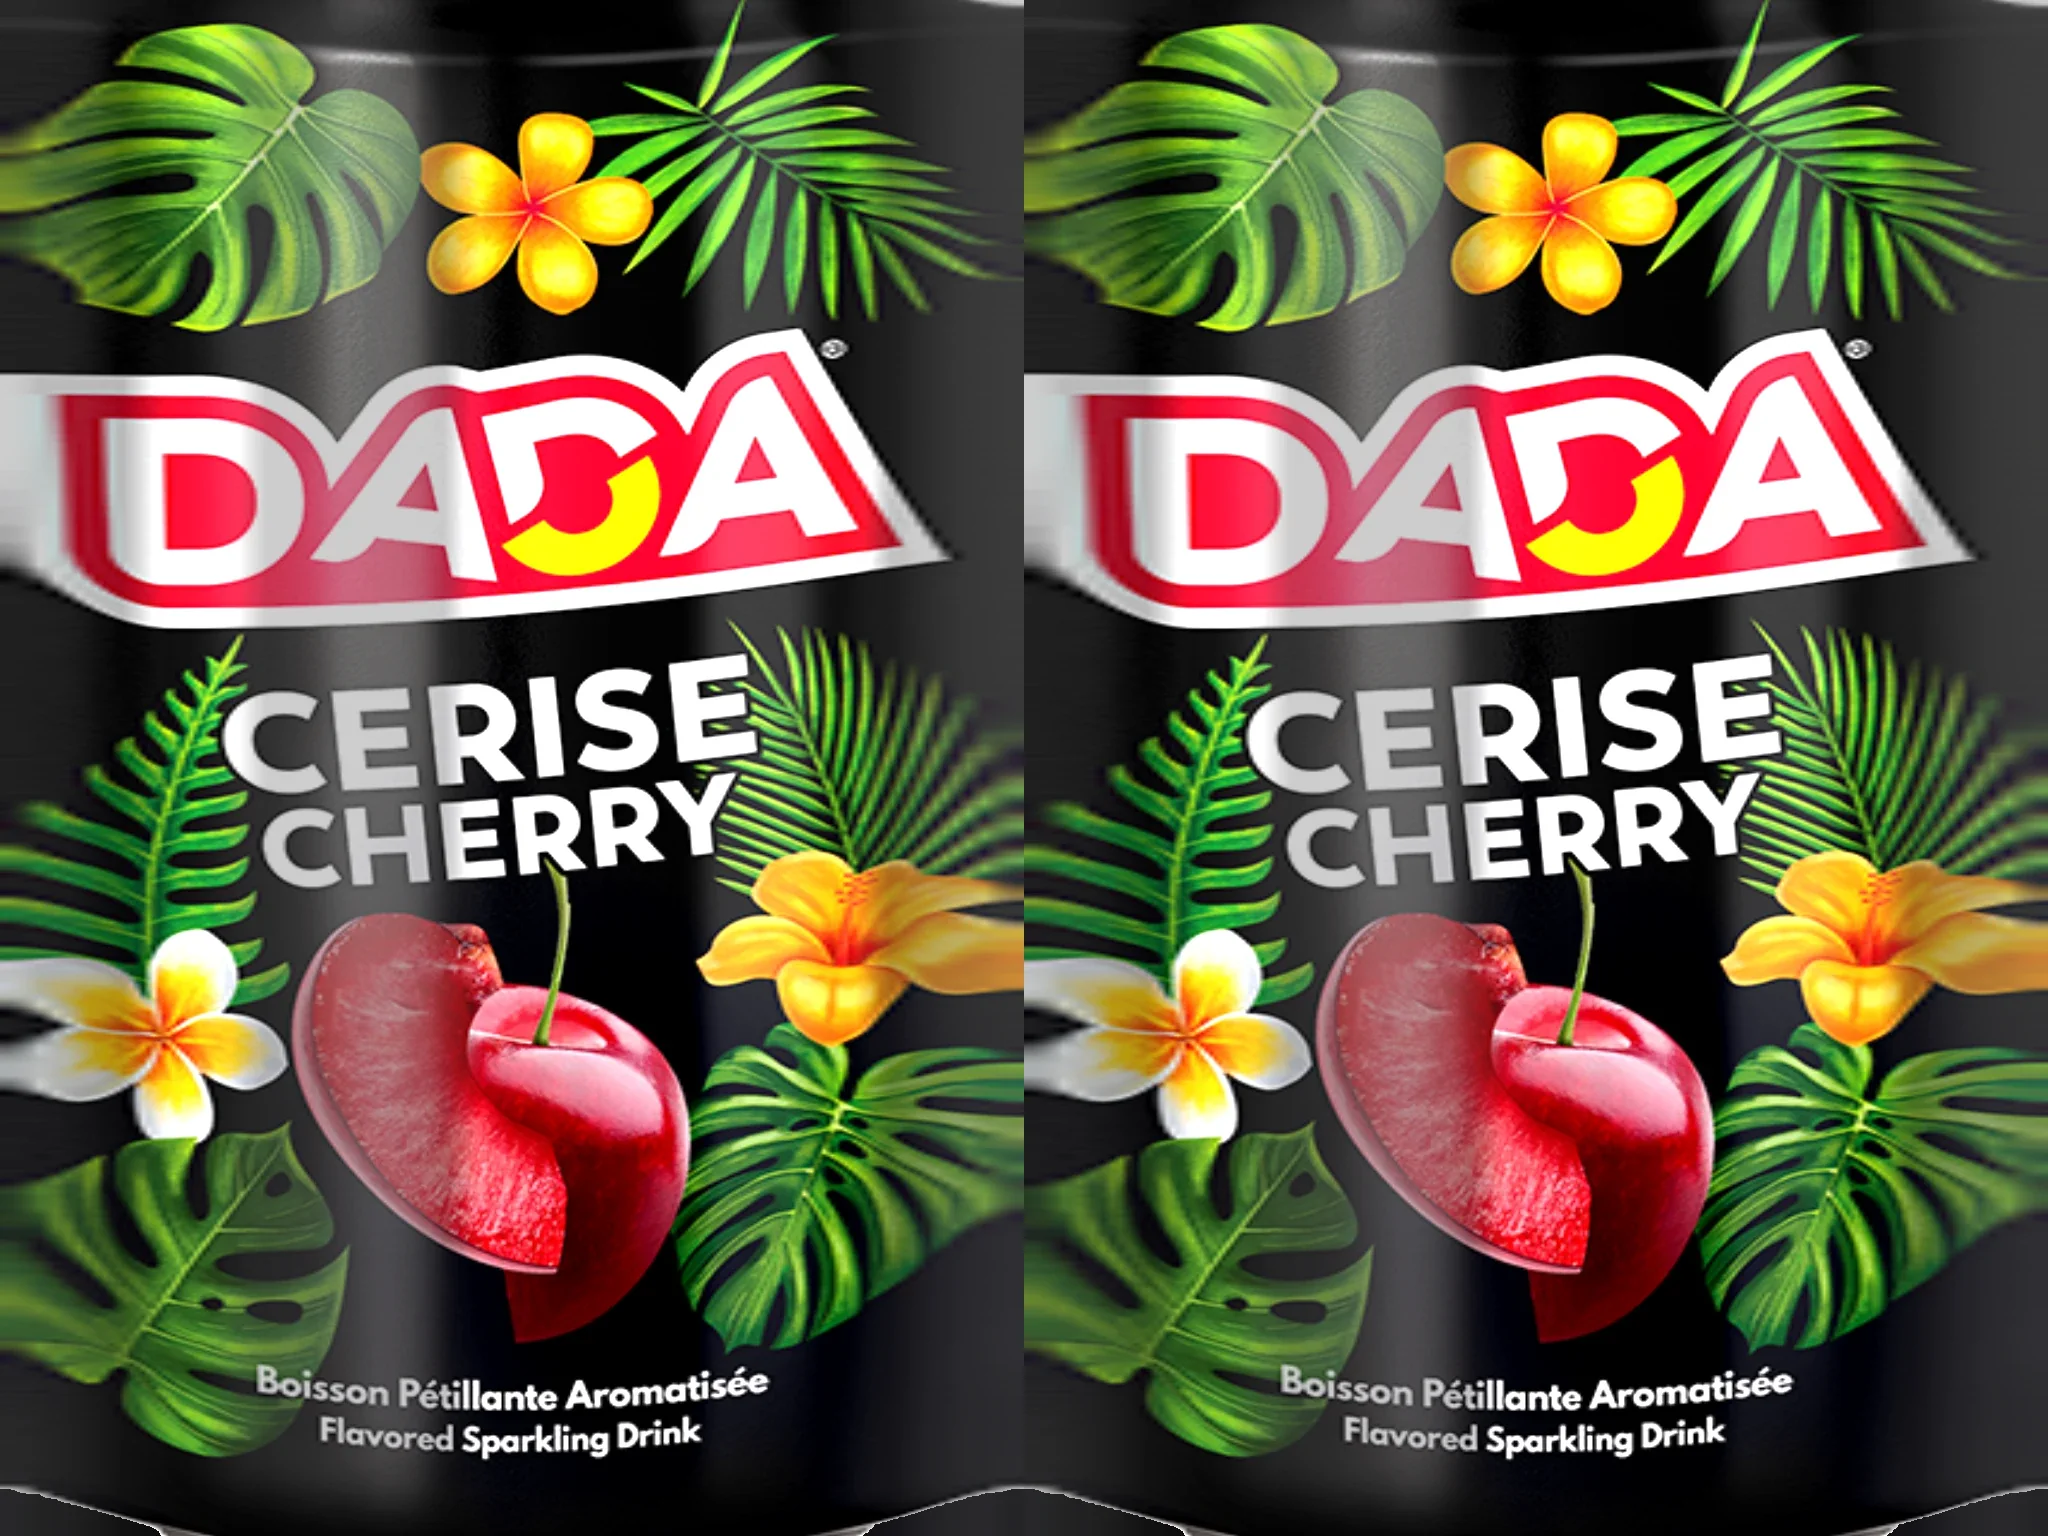 DADA®
CERISE
CHERRY
Boisson Pétillante Aromatisée
Flavored Sparkling Drink
DADA®
CERISE
CHERRY
Boisson Pétillante Aromatisée
Flavored Sparkling Drink